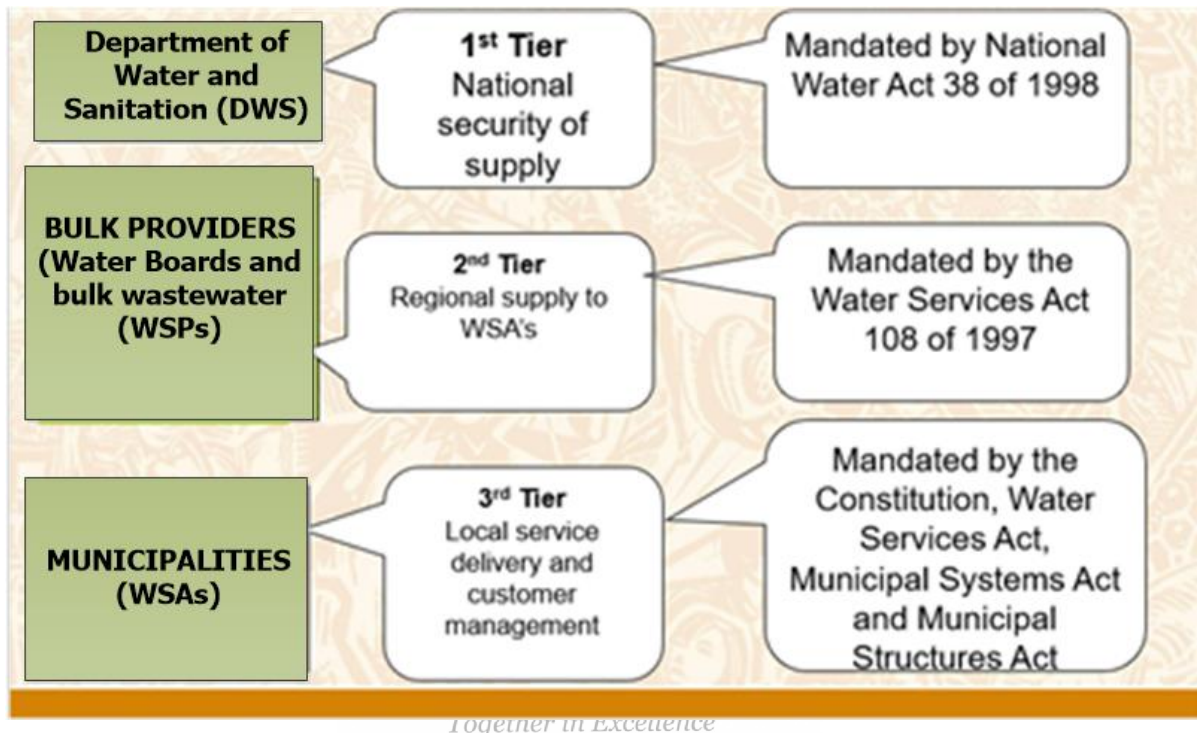 Department of
Water and
Sanitation (DWS)
1st Tier
National
security of
supply
Mandated by National
Water Act 38 of 1998
BULK PROVIDERS
(Water Boards and
bulk wastewater
(WSPs)
2nd Tier
Regional supply to
WSA's
Mandated by the
Water Services Act
108 of 1997
MUNICIPALITIES
(WSAs)
3rd Tier
Local service
delivery and
customer
management
Mandated by the
Constitution, Water
Services Act,
Municipal Systems Act
and Municipal
Structures Act
Together in Excellence